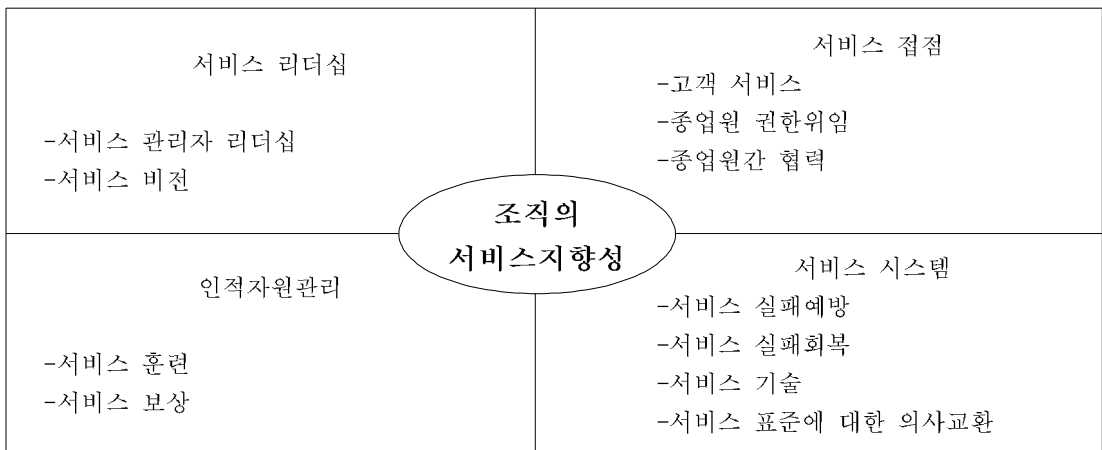 서비스 리더십
-서비스 관리자 리더십
-서비스 비전
서비스 접점
-고객 서비스
-종업원 권한위임
-종업원간 협력
조직의
서비스지향성
인적자원관리
-서비스 훈련
-서비스 보상
서비스 시스템
-서비스 실패예방
-서비스 실패회복
-서비스 기술
-서비스 표준에 대한 의사교환